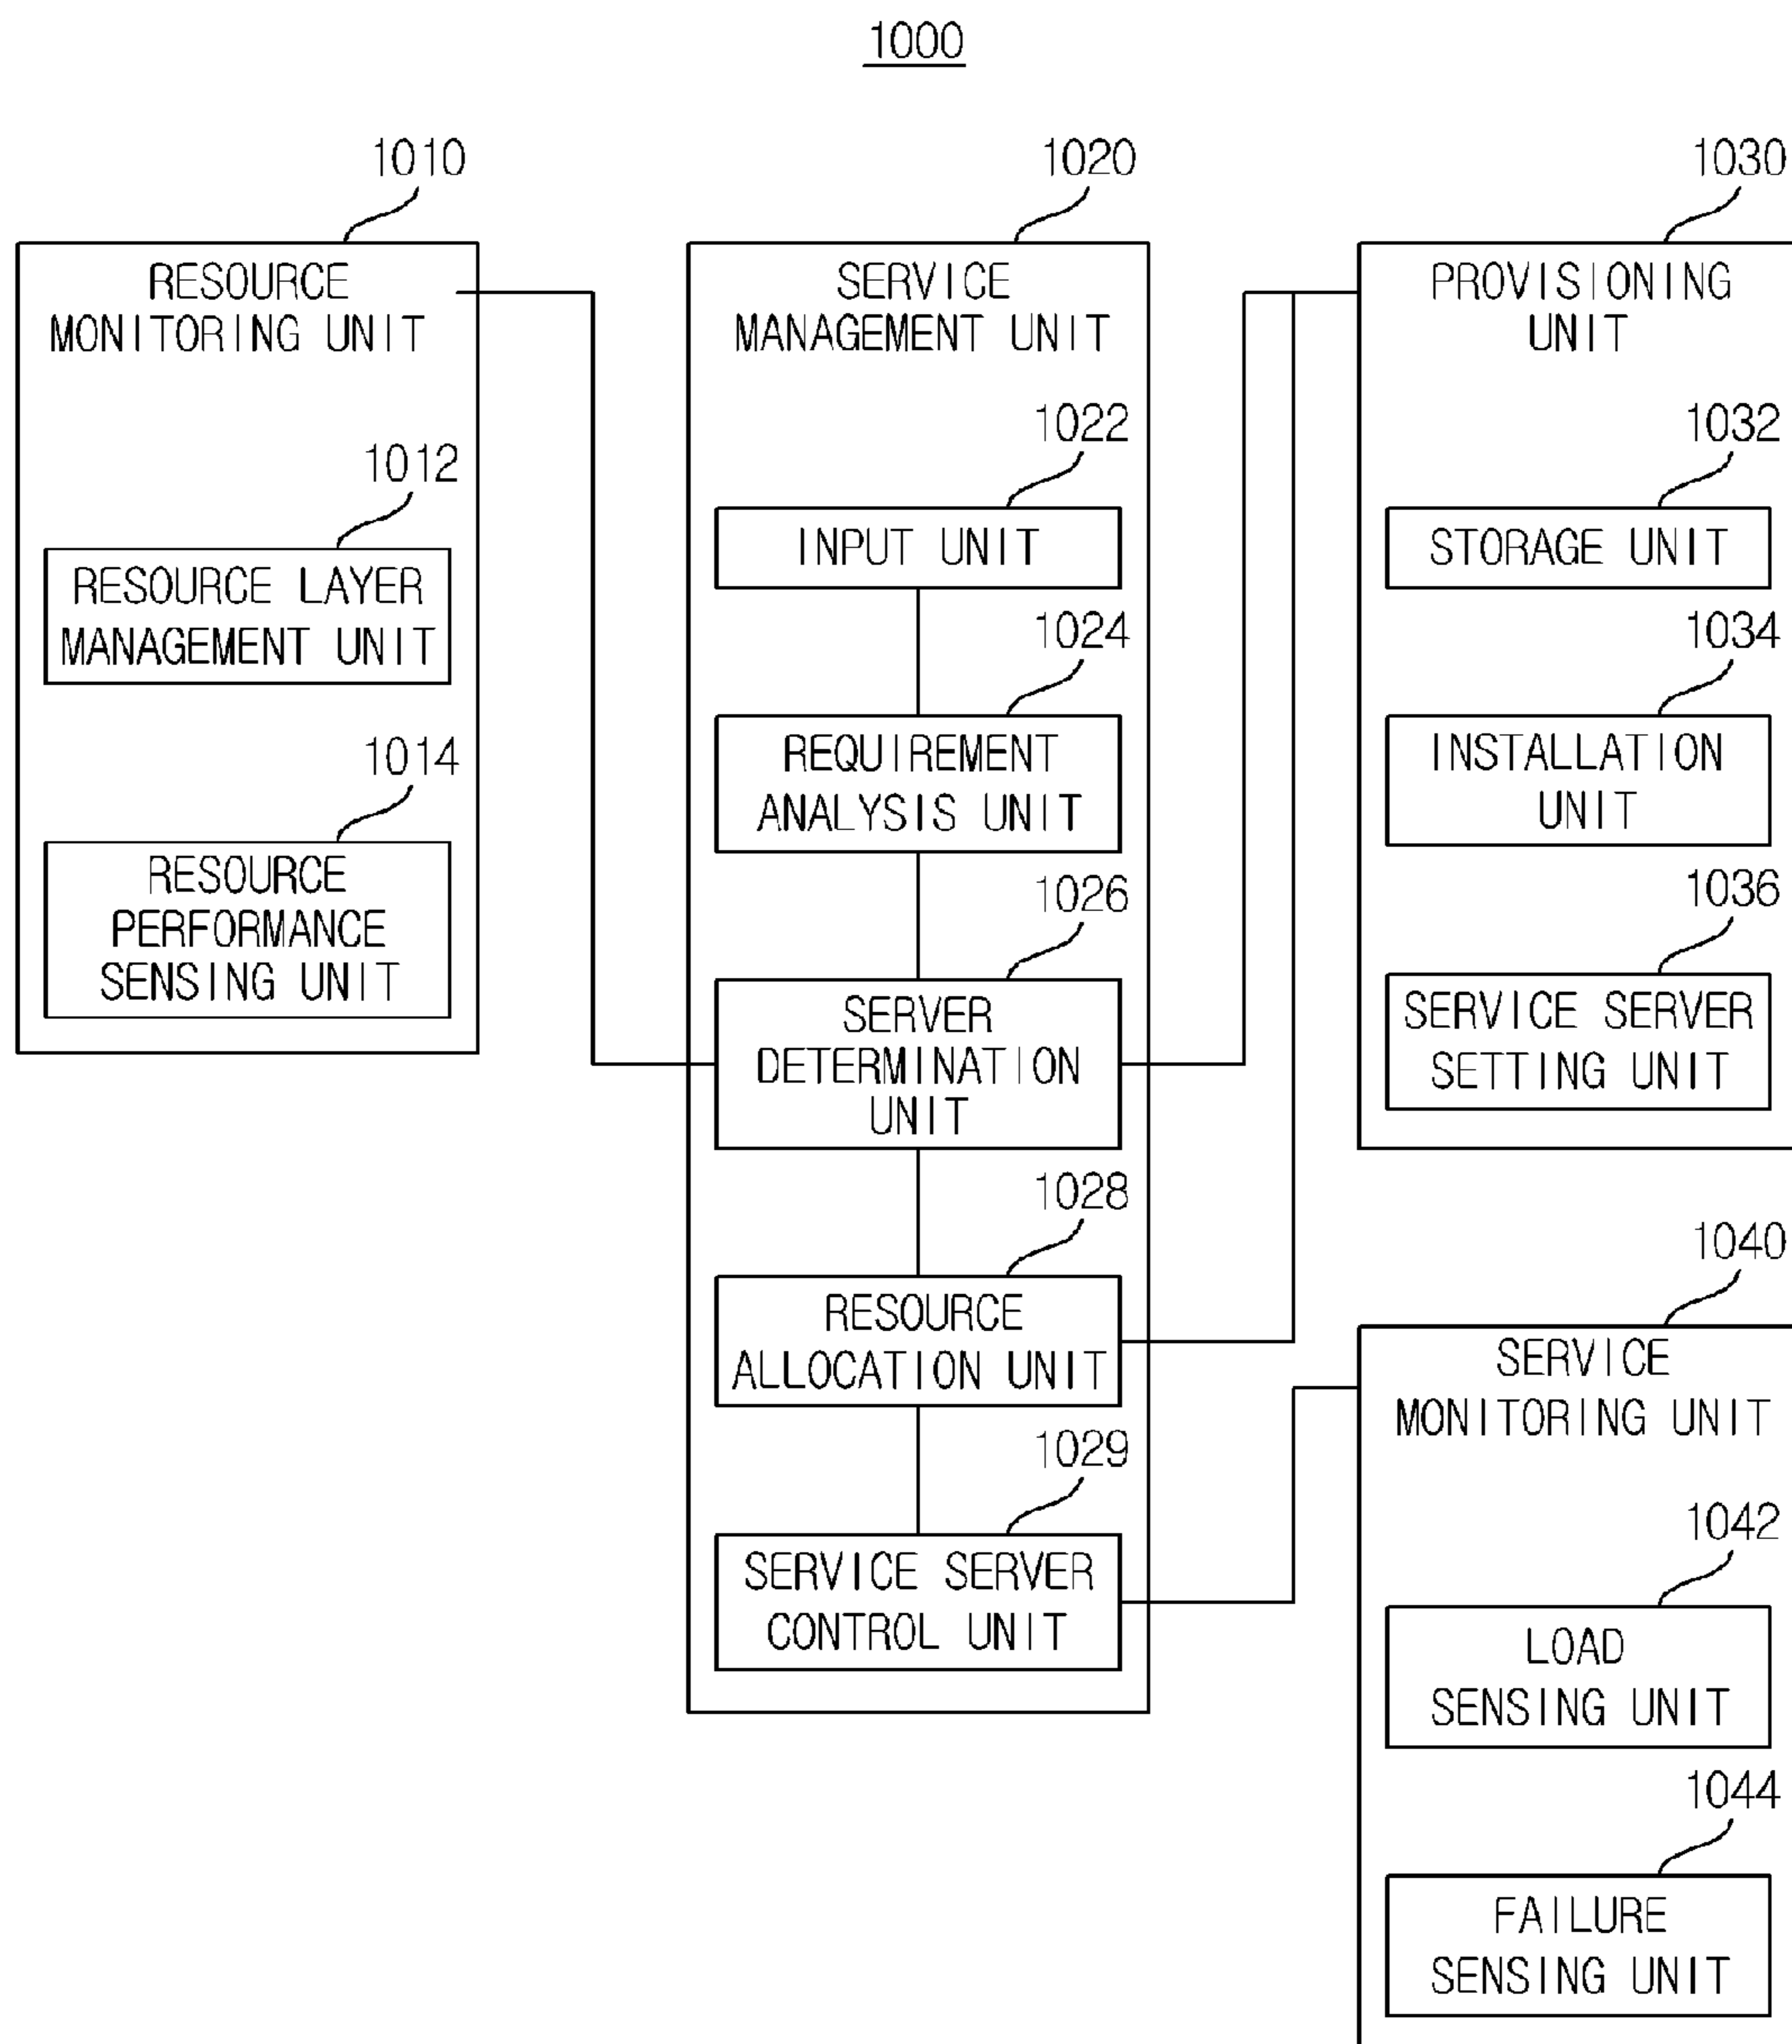 1000
1010
RESOURCE
MONITORING UNIT
1012
RESOURCE LAYER
MANAGEMENT UNIT
1014
RESOURCE
PERFORMANCE
SENSING UNIT
1020
SERVICE
MANAGEMENT UNIT
1022
INPUT UNIT
1024
REQUIREMENT
ANALYSIS UNIT
1026
SERVER
DETERMINATION
UNIT
1028
RESOURCE
ALLOCATION UNIT
1029
SERVICE SERVER
CONTROL UNIT
1030
PROVISIONING
UNIT
1032
STORAGE UNIT
1034
INSTALLATION
UNIT
1036
SERVICE SERVER
SETTING UNIT
1040
SERVICE
MONITORING UNIT
1042
LOAD
SENSING UNIT
1044
FAILURE
SENSING UNIT